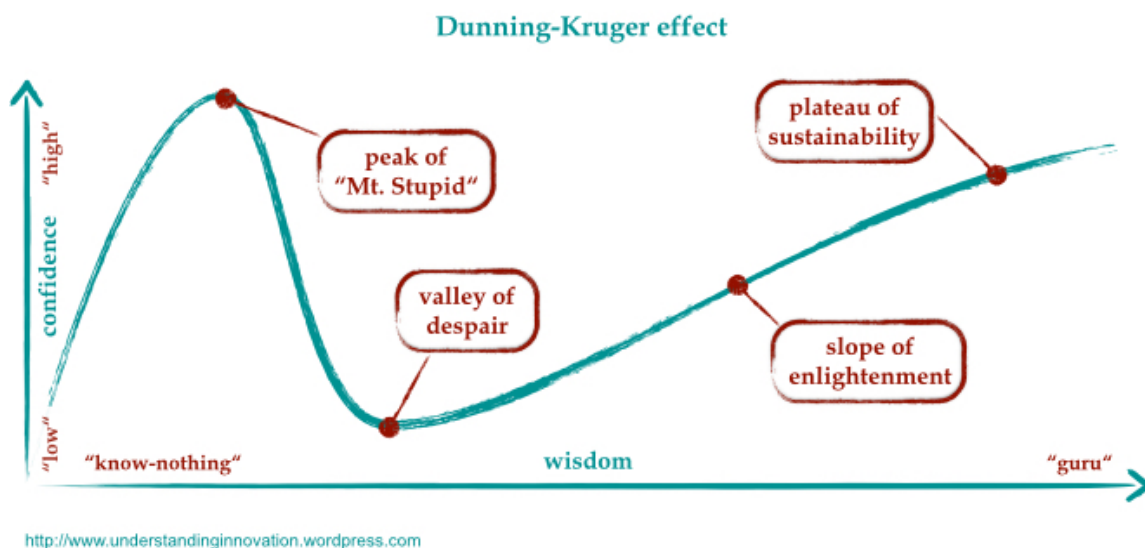 Dunning-Kruger effect
“high“
confidence
“low“
peak of
“Mt. Stupid“
valley of
despair
plateau of
sustainability
slope of
enlightenment
“know-nothing“
wisdom
“guru“
http://www.understandinginnovation.wordpress.com